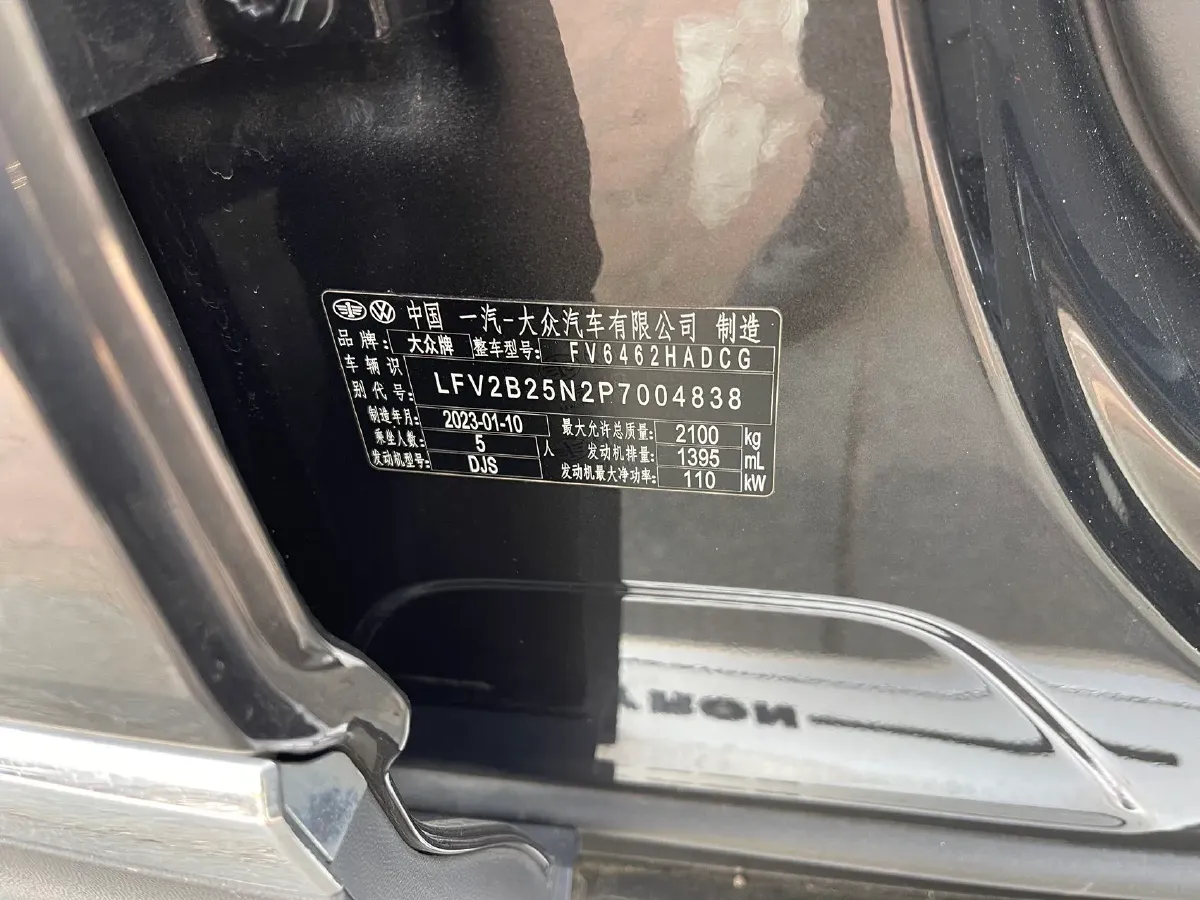 中国 一汽-大众汽车有限公司 制造
品牌: 大众牌 整车型号: FV6462HADCG
车辆识别代号: LFV2B25N2P7004838
制造年月: 2023-01-10 最大允许总质量: 2100 kg
乘坐人数: 5 人 发动机排量: 1395 mL
发动机型号: DJS 发动机最大净功率: 110 kW